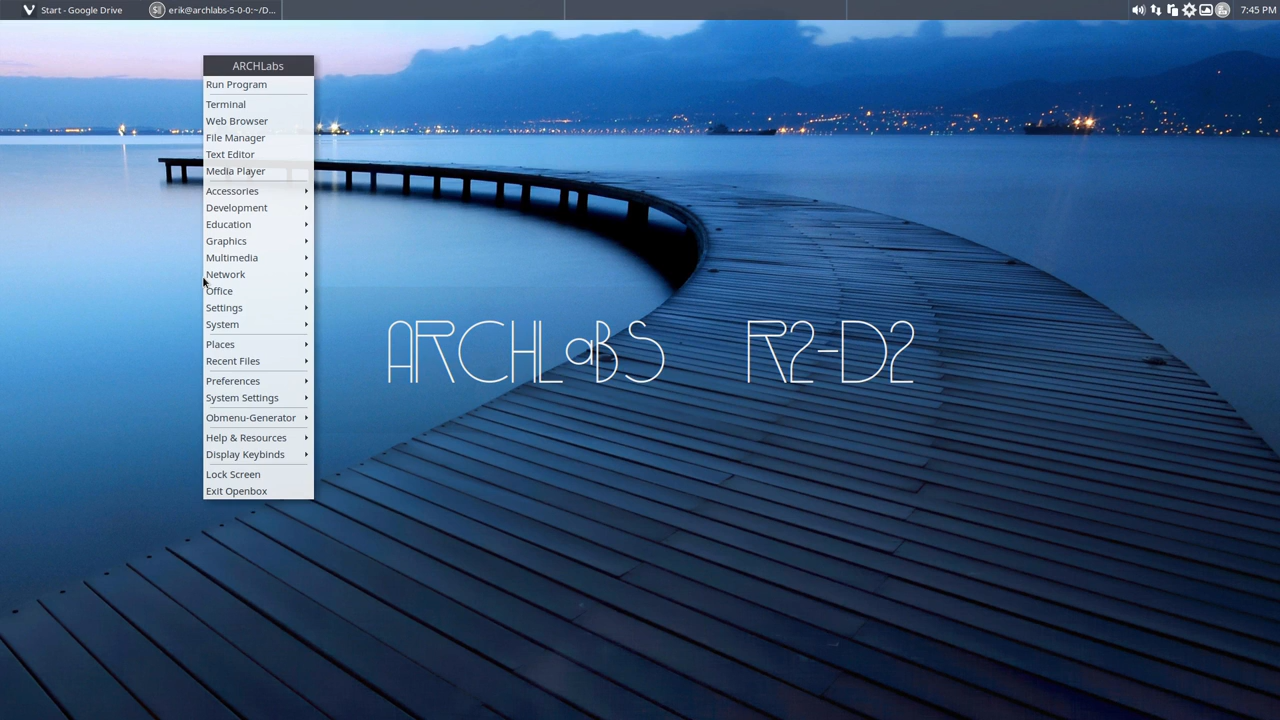 Start - Google Drive
erik@archlabs-5-0-0:~/D...
7:45 PM
ARCHLabs
Run Program
Terminal
Web Browser
File Manager
Text Editor
Media Player
Accessories
Development
Education
Graphics
Multimedia
Network
Office
Settings
System
Places
Recent Files
Preferences
System Settings
Obmenu-Generator
Help & Resources
Display Keybinds
Lock Screen
Exit Openbox
ARCHLaBS R2-D2